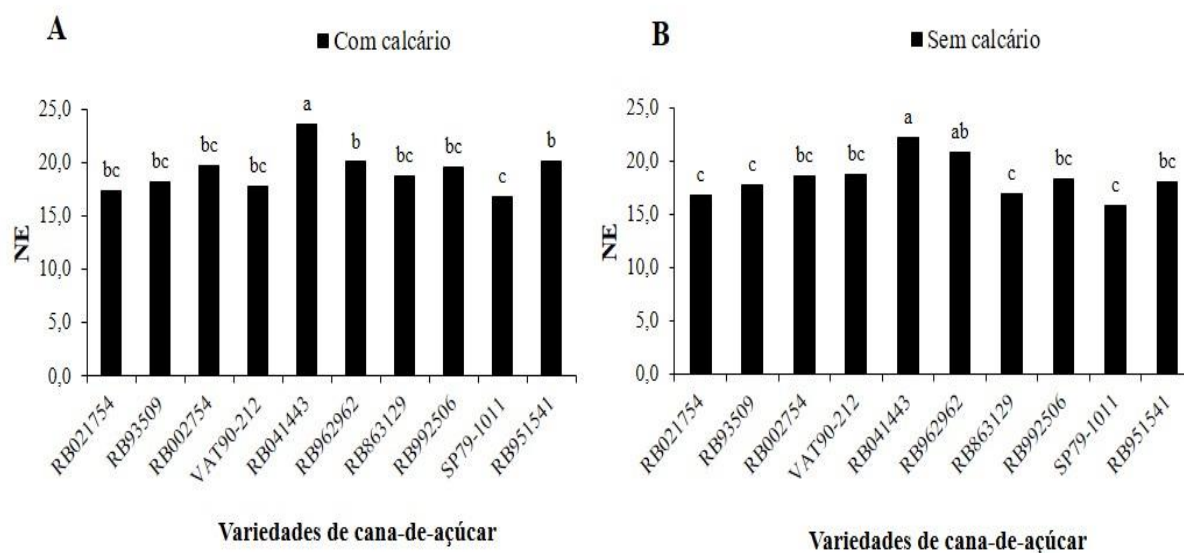 A
Com calcário
NE
25,0
20,0
15,0
10,0
5,0
0,0
bc
bc
bc
bc
a
b
bc
bc
c
b
RB021754
RB93509
RB002754
VAT90-212
RB041443
RB962962
RB863129
RB992506
SP79-1011
RB951541
Variedades de cana-de-açúcar
B
Sem calcário
NE
25,0
20,0
15,0
10,0
5,0
0,0
c
c
bc
bc
a
ab
c
bc
c
bc
RB021754
RB93509
RB002754
VAT90-212
RB041443
RB962962
RB863129
RB992506
SP79-1011
RB951541
Variedades de cana-de-açúcar